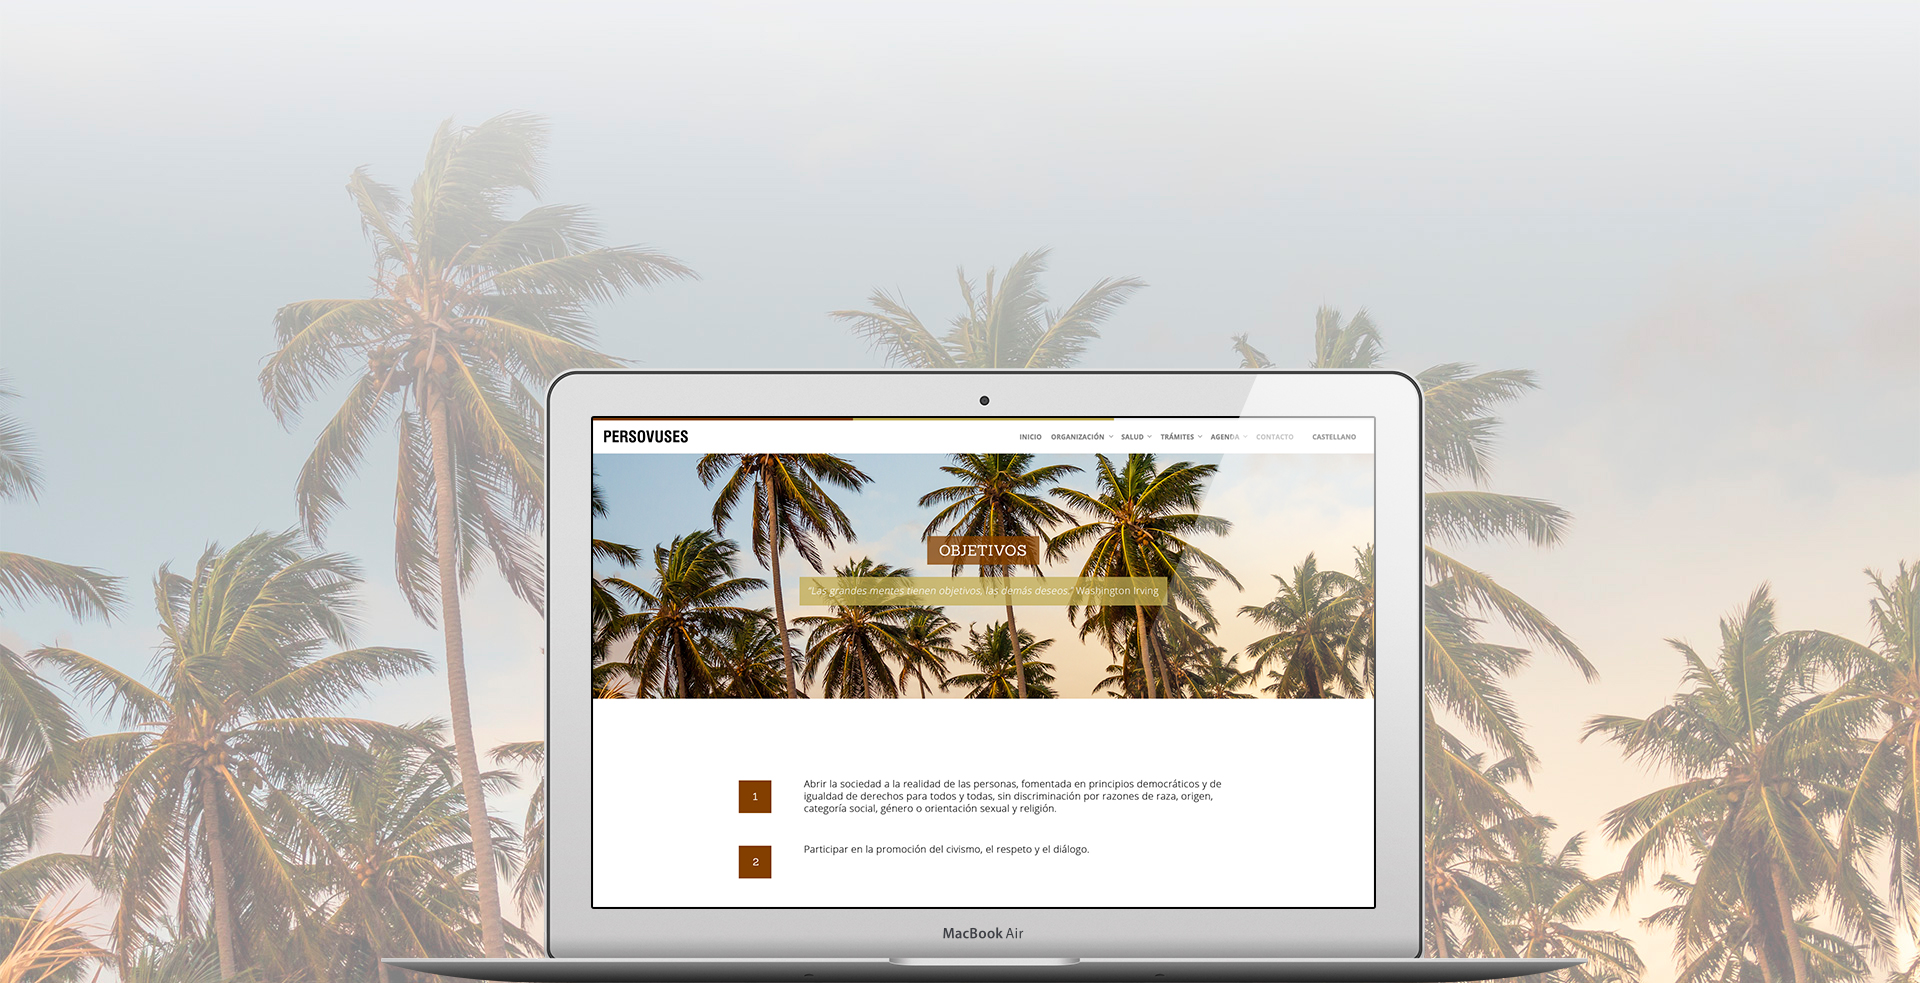 PERSOVUSES
INICIO ORGANIZACIÓN SALUD TRÁMITES AGENDA CONTACTO CASTELLANO
OBJETIVOS
“Las grandes mentes tienen objetivos, las demás deseos.” Washington Irving
1
Abrir la sociedad a la realidad de las personas, fomentada en principios democráticos y de
igualdad de derechos para todos y todas, sin discriminación por razones de raza, origen,
categoría social, género o orientación sexual y religión.
2
Participar en la promoción del civismo, el respeto y el diálogo.
MacBook Air